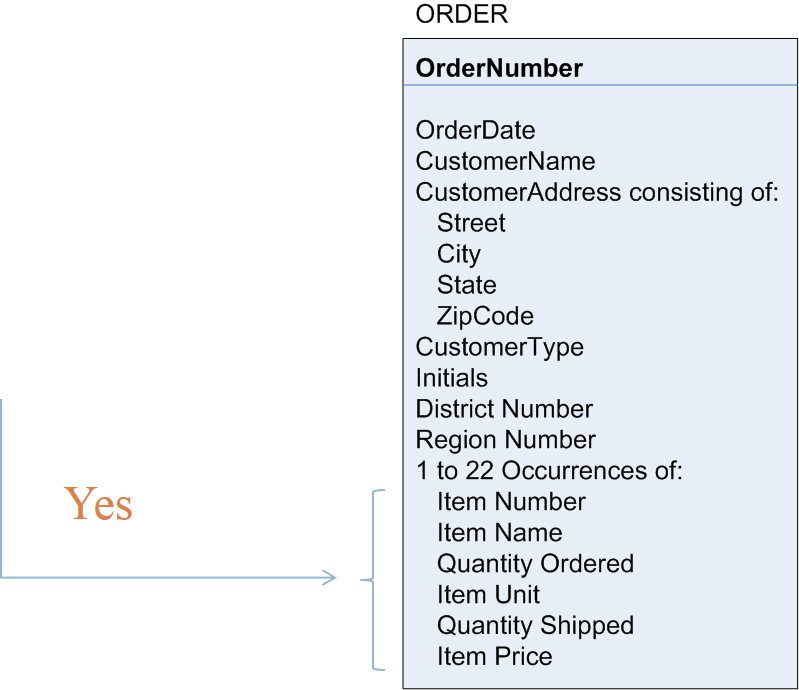 ORDER
OrderNumber
OrderDate
CustomerName
CustomerAddress consisting of:
Street
City
State
ZipCode
CustomerType
Initials
District Number
Region Number
1 to 22 Occurrences of:
Item Number
Item Name
Quantity Ordered
Item Unit
Quantity Shipped
Item Price
Yes